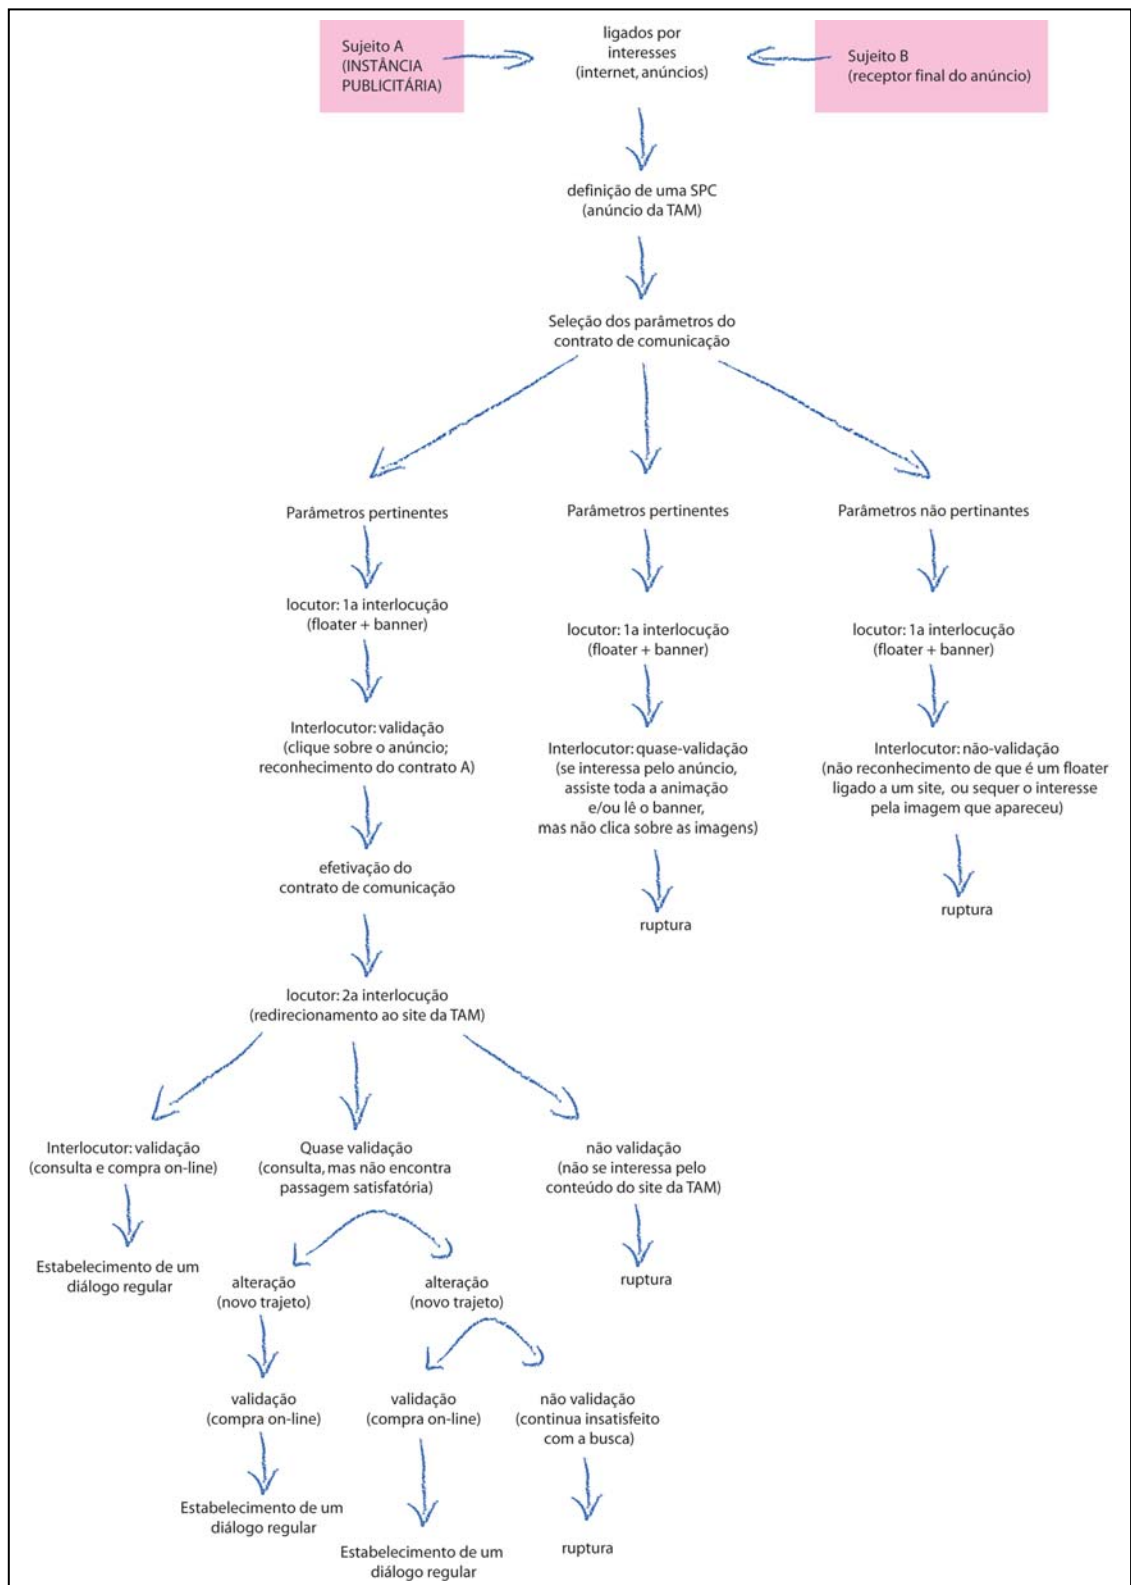 Sujeito A
(INSTÂNCIA
PUBLICITÁRIA)
ligados por
interesses
(internet, anúncios)
Sujeito B
(receptor final do anúncio)
definição de uma SPC
(anúncio da TAM)
Seleção dos parâmetros do
contrato de comunicação
Parâmetros pertinentes
Parâmetros pertinentes
Parâmetros não pertinantes
locutor: 1a interlocução
(floater + banner)
locutor: 1a interlocução
(floater + banner)
locutor: 1a interlocução
(floater + banner)
Interlocutor: validação
(clique sobre o anúncio;
reconhecimento do contrato A)
Interlocutor: quase-validação
(se interessa pelo anúncio,
assiste toda a animação
e/ou lê o banner,
mas não clica sobre as imagens)
Interlocutor: não-validação
(não reconhecimento de que é um floater
ligado a um site, ou sequer o interesse
pela imagem que apareceu)
efetivação do
contrato de comunicação
ruptura
ruptura
locutor: 2a interlocução
(redirecionamento ao site da TAM)
Interlocutor: validação
(consulta e compra on-line)
Quase validação
(consulta, mas não encontra
passagem satisfatória)
não validação
(não se interessa pelo
conteúdo do site da TAM)
Estabelecimento de um
diálogo regular
alteração
(novo trajeto)
alteração
(novo trajeto)
ruptura
validação
(compra on-line)
validação
(compra on-line)
não validação
(continua insatisfeito
com a busca)
Estabelecimento de um
diálogo regular
Estabelecimento de um
diálogo regular
ruptura